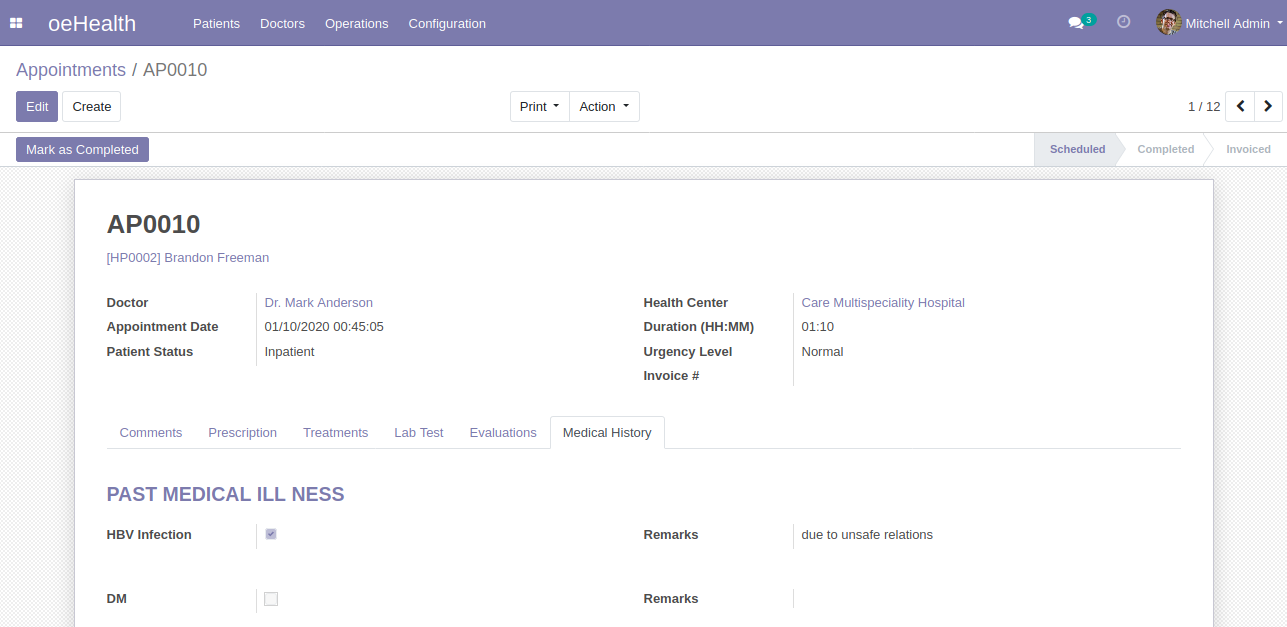 oeHealth Patients Doctors Operations Configuration 3 Mitchell Admin
Appointments / AP0010
Edit Create Print Action 1 / 12
Mark as Completed Scheduled Completed Invoiced
AP0010
[HP0002] Brandon Freeman
Doctor Dr. Mark Anderson Health Center Care Multispeciality Hospital
Appointment Date 01/10/2020 00:45:05 Duration (HH:MM) 01:10
Patient Status Inpatient Urgency Level Normal
Invoice #
Comments Prescription Treatments Lab Test Evaluations Medical History
PAST MEDICAL ILL NESS
HBV Infection Remarks due to unsafe relations
DM Remarks